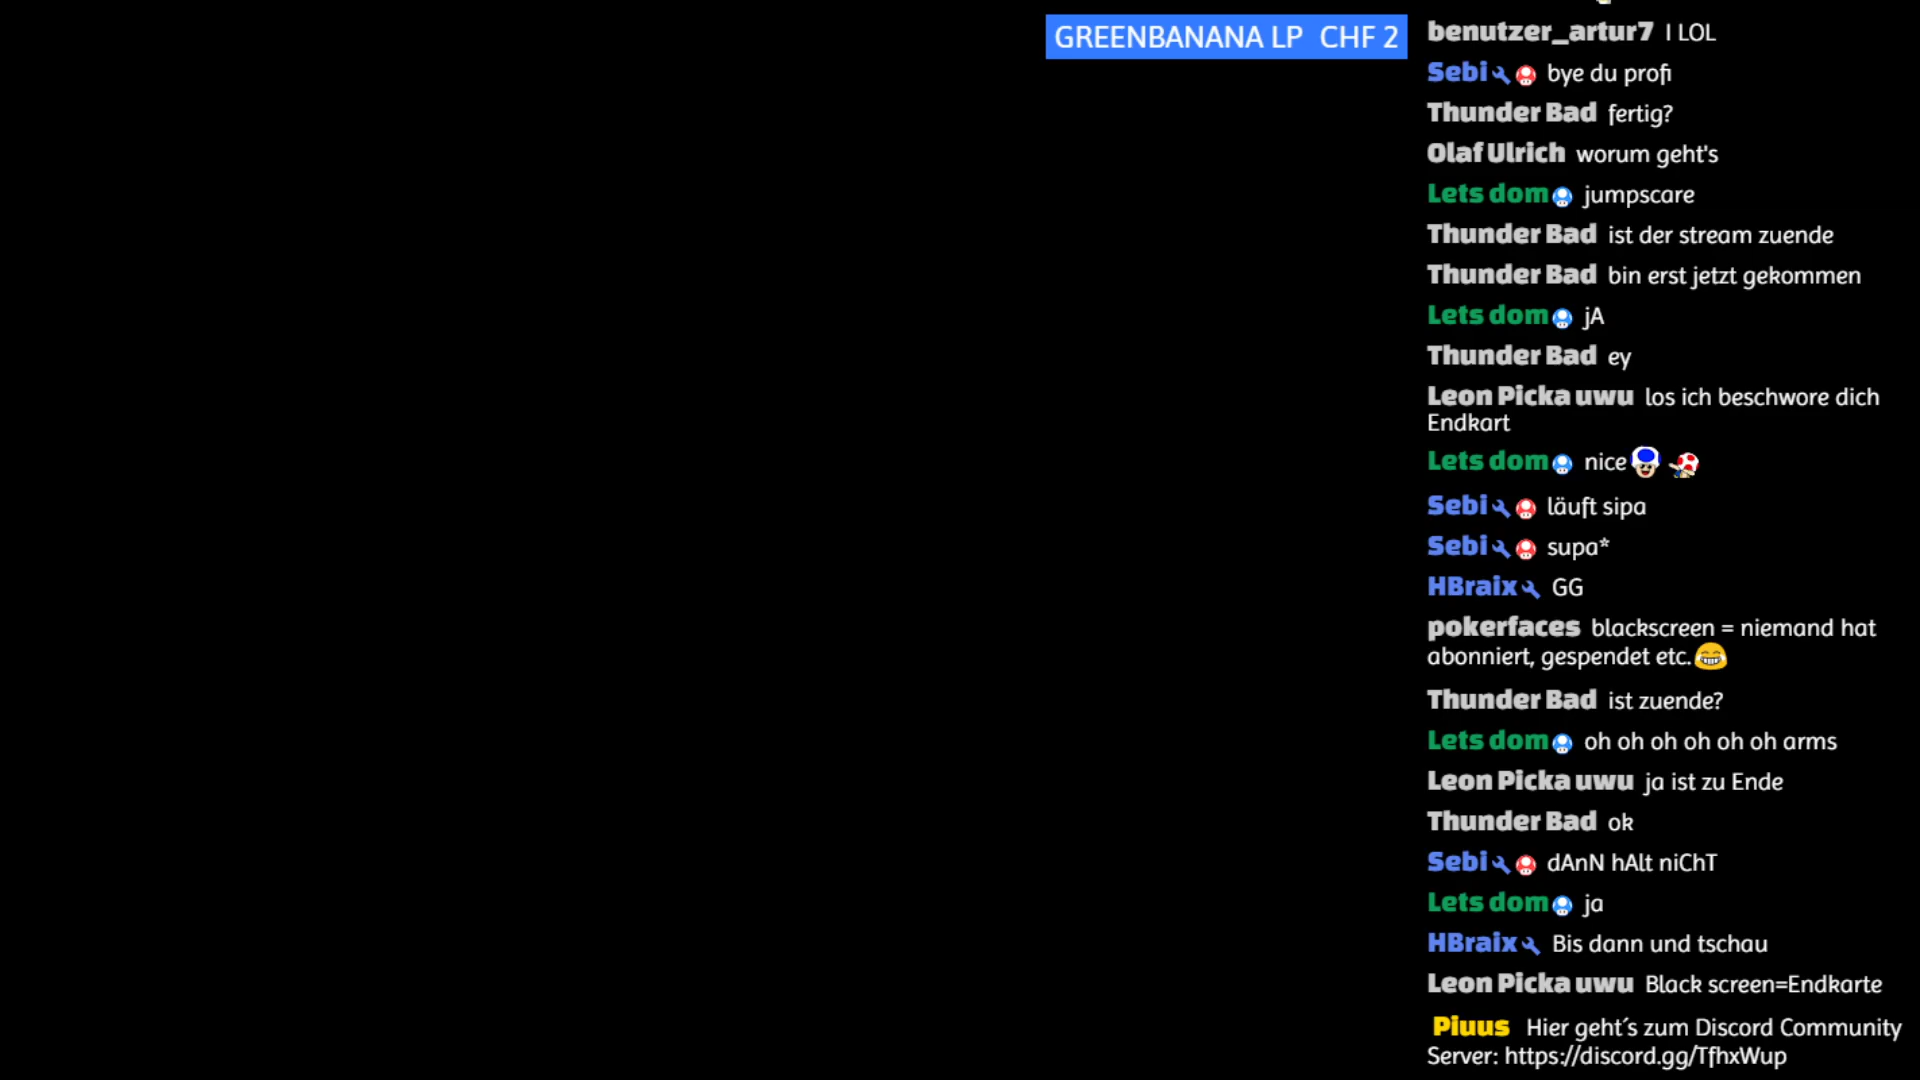 GREENBANANA LP CHF 2
benutzer_artur7 I LOL
Sebi bye du profi
Thunder Bad fertig?
Olaf Ulrich worum geht's
Lets dom jumpscare
Thunder Bad ist der stream zuende
Thunder Bad bin erst jetzt gekommen
Lets dom jA
Thunder Bad ey
Leon Picka uwu los ich beschwore dich
Endkart
Lets dom nice
Sebi läuft sipa
Sebi supa*
HBraix GG
pokerfaces blackscreen = niemand hat
abonniert, gespendet etc.😂
Thunder Bad ist zuende?
Lets dom oh oh oh oh oh oh arms
Leon Picka uwu ja ist zu Ende
Thunder Bad ok
Sebi dAnN hAlt niChT
Lets dom ja
HBraix Bis dann und tschau
Leon Picka uwu Black screen=Endkarte
Piuus Hier geht´s zum Discord Community
Server: https://discord.gg/TfhxWup